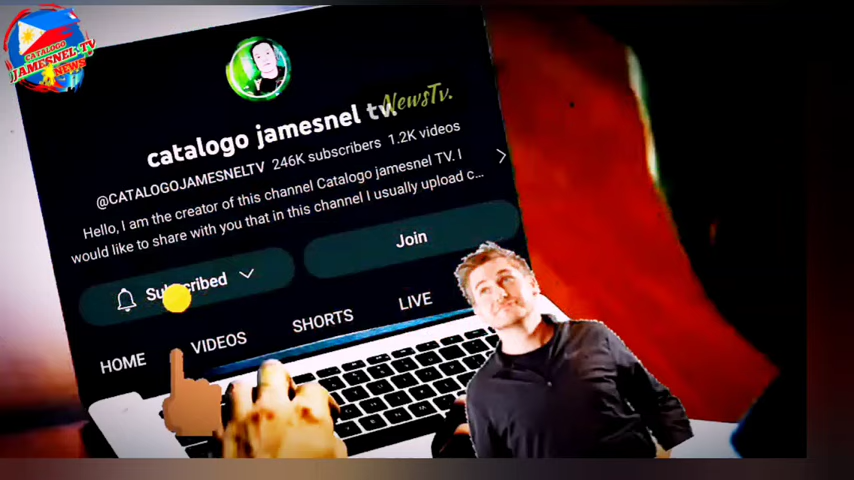 CATALOGO
JAMESNEL TV
NEWS
catalogo jamesnel tv.
NewsTv.
@CATALOGOJAMESNELTV 246K subscribers 1.2K videos
Hello, I am the creator of this channel Catalogo jamesnel TV. I
would like to share with you that in this channel I usually upload c...
Subscribed
Join
HOME VIDEOS SHORTS LIVE